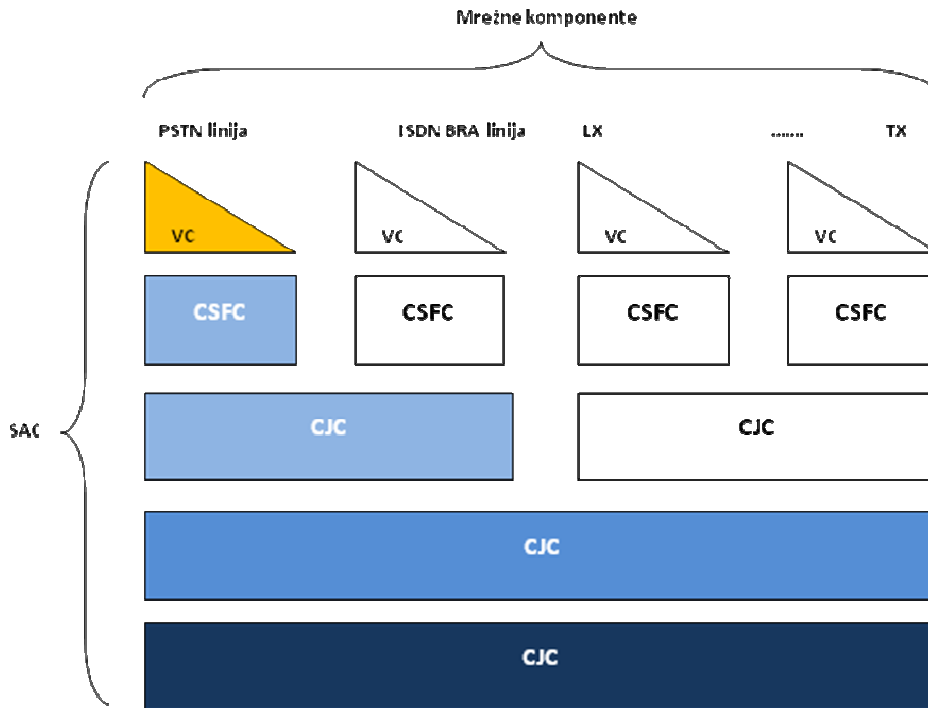 Mrežne komponente
PSTN linija ISDN BRA linija LX ....... TX
VC VC VC VC
CSFC CSFC CSFC CSFC
SAC CJC CJC
CJC
CJC